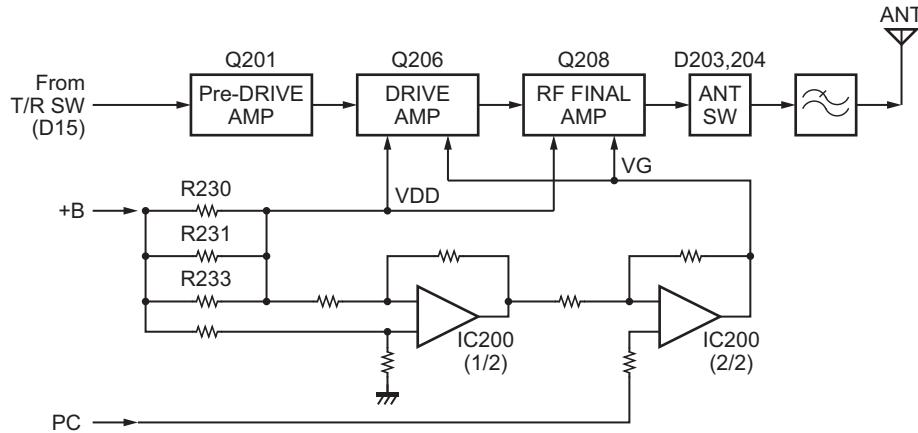 ANT
Q201
Q206
Q208
D203,204
From
T/R SW
(D15)
Pre-DRIVE
AMP
DRIVE
AMP
RF FINAL
AMP
ANT
SW
VG
R230
VDD
+B
R231
R233
IC200
(1/2)
IC200
(2/2)
PC